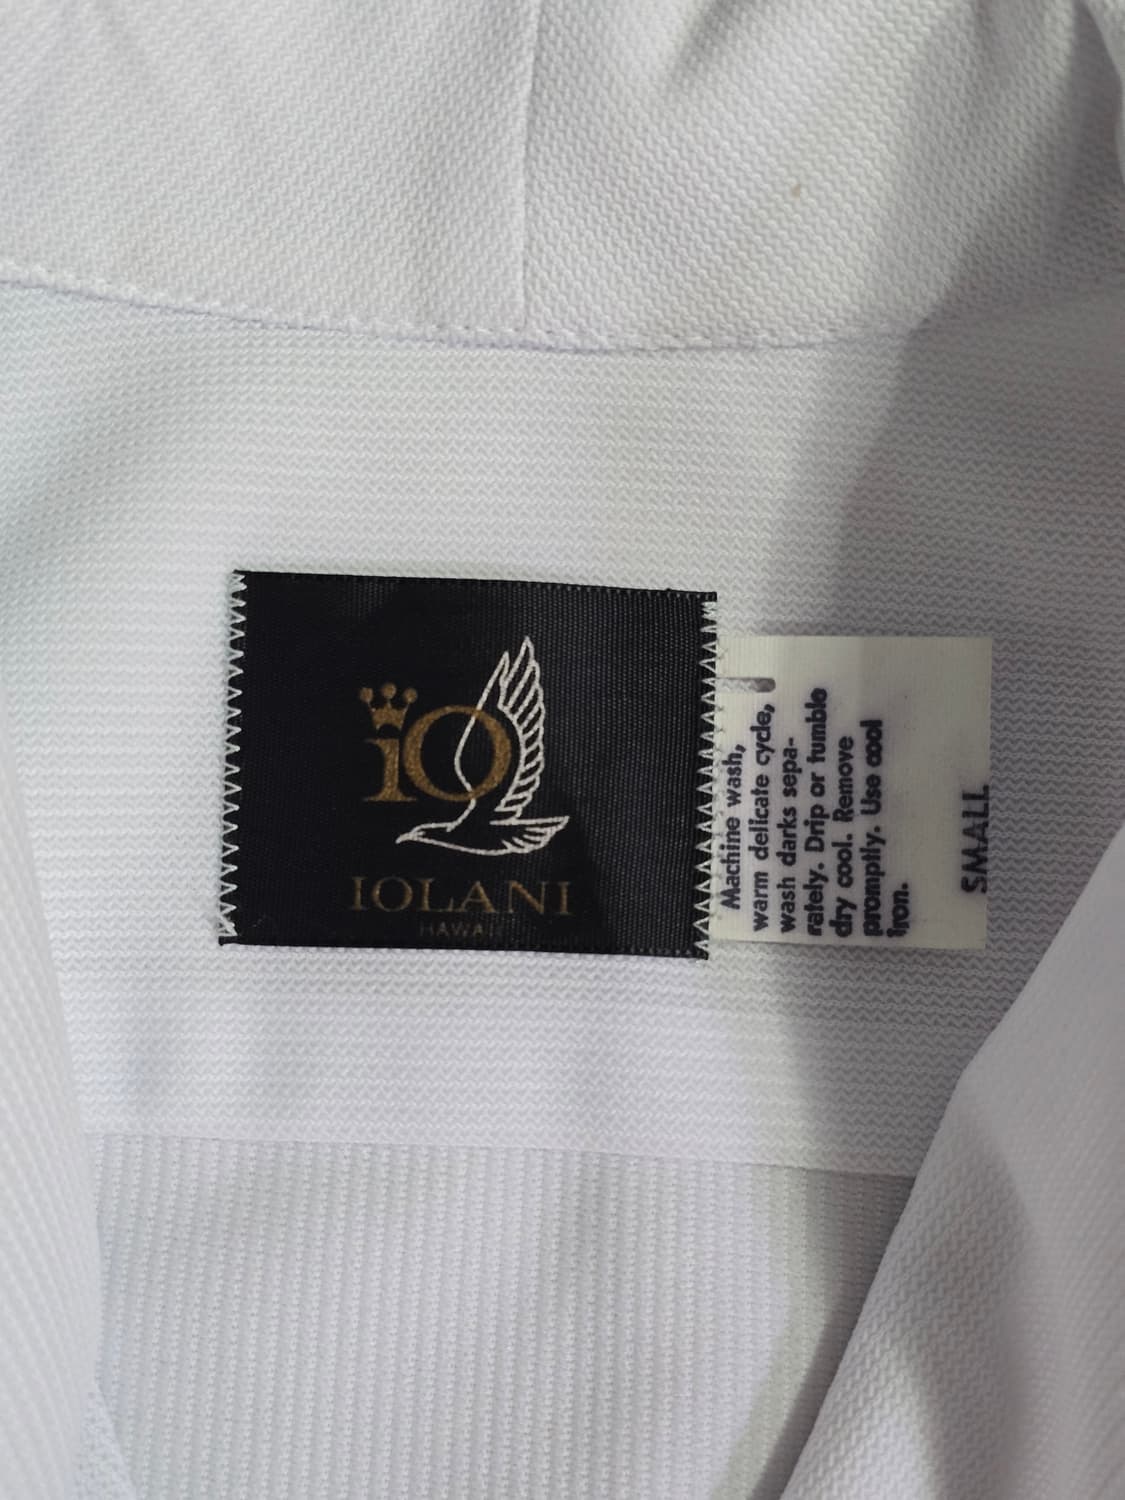 iO
IOLANI
HAWAII
Machine wash,
warm delicate cycle,
wash darks sepa-
rately. Drip or tumble
dry cool. Remove
promptly. Use cool
iron.
SMALL